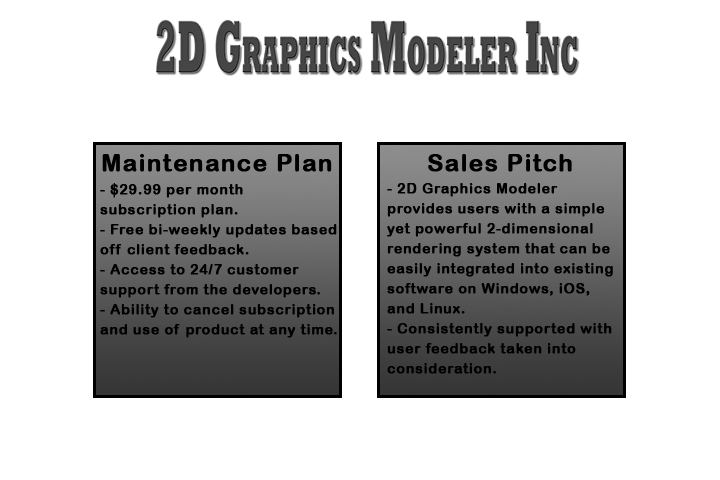 2D Graphics Modeler Inc
Maintenance Plan
- $29.99 per month
subscription plan.
- Free bi-weekly updates based
off client feedback.
- Access to 24/7 customer
support from the developers.
- Ability to cancel subscription
and use of product at any time.
Sales Pitch
- 2D Graphics Modeler
provides users with a simple
yet powerful 2-dimensional
rendering system that can be
easily integrated into existing
software on Windows, iOS,
and Linux.
- Consistently supported with
user feedback taken into
consideration.